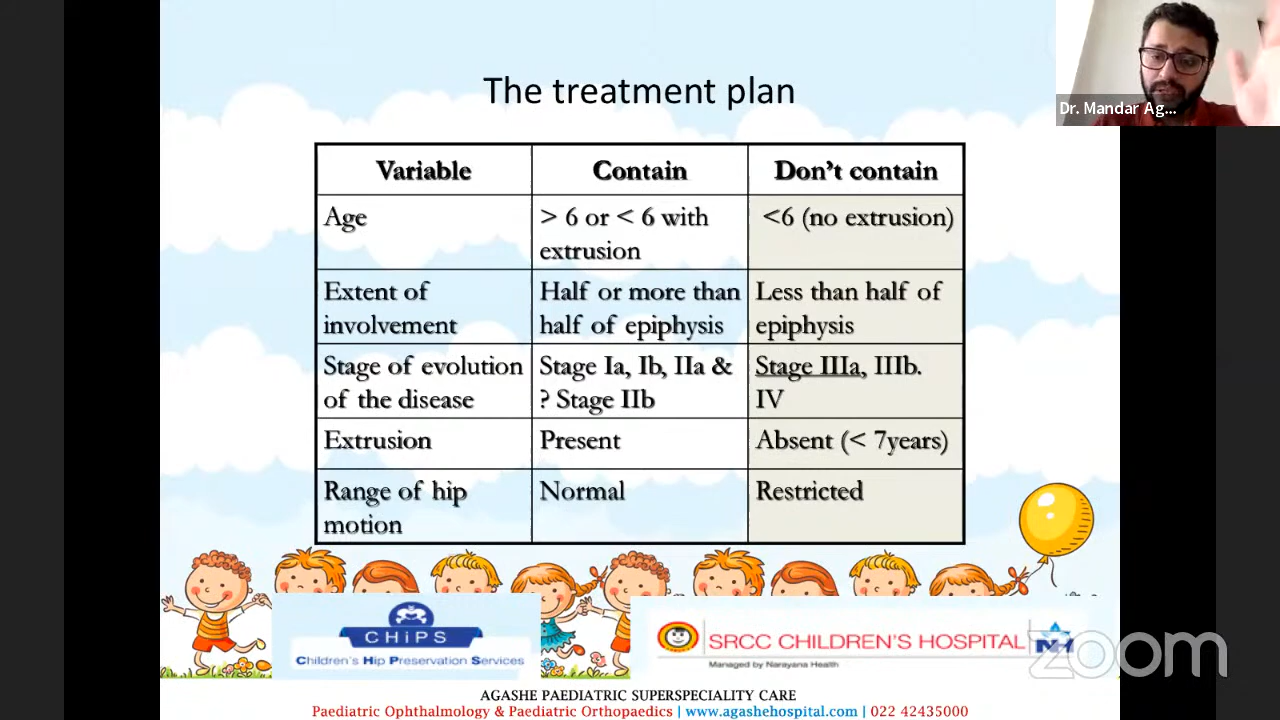 The treatment plan
Dr. Mandar Ag...
Variable
Contain
Don't contain
Age
> 6 or < 6 with
extrusion
<6 (no extrusion)
Extent of
involvement
Half or more than
half of epiphysis
Less than half of
epiphysis
Stage of evolution
of the disease
Stage Ia, Ib, IIa &
? Stage IIb
Stage IIIa, IIIb.
IV
Extrusion
Present
Absent (< 7years)
Range of hip
motion
Normal
Restricted
CHiPS
Children's Hip Preservation Services
SRCC CHILDREN'S HOSPITAL
Managed by Narayana Health
NH
zoom
AGASHE PAEDIATRIC SUPERSPECIALITY CARE
Paediatric Ophthalmology & Paediatric Orthopaedics | www.agashehospital.com | 022 42435000